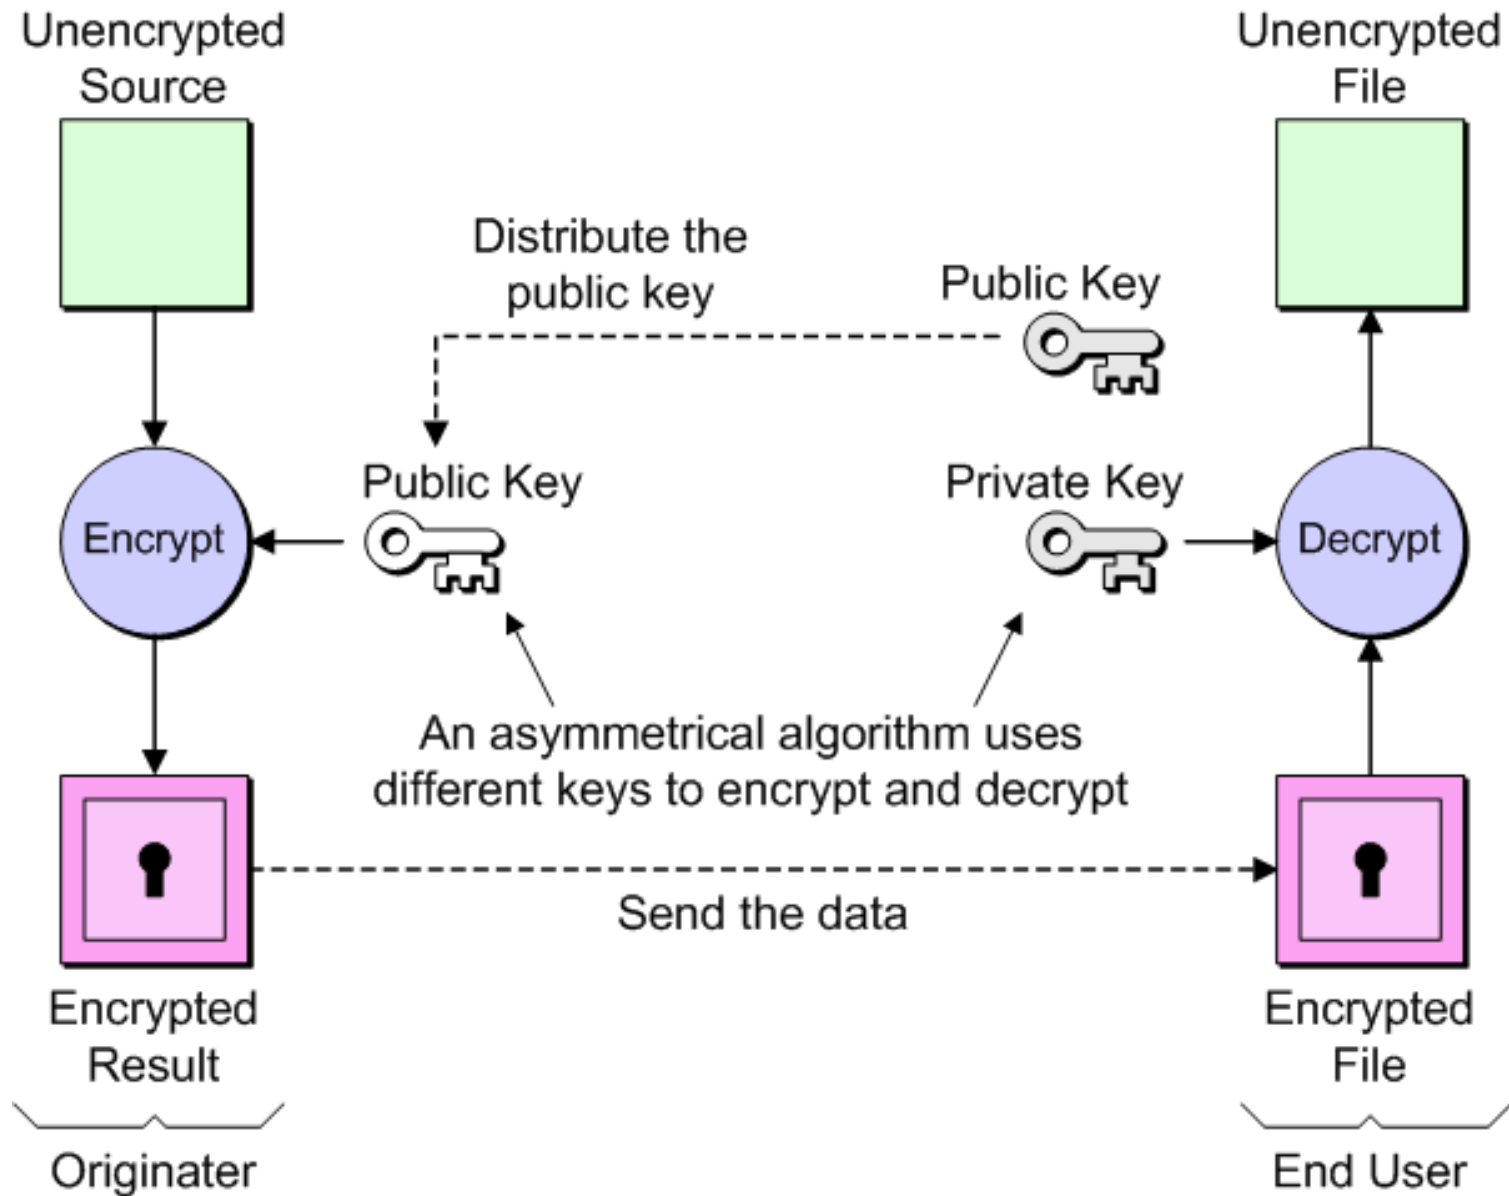 Unencrypted
Source
Unencrypted
File
Distribute the
public key
Public Key
Public Key
Private Key
Encrypt
Decrypt
An asymmetrical algorithm uses
different keys to encrypt and decrypt
Send the data
Encrypted
Result
Encrypted
File
Originater
End User